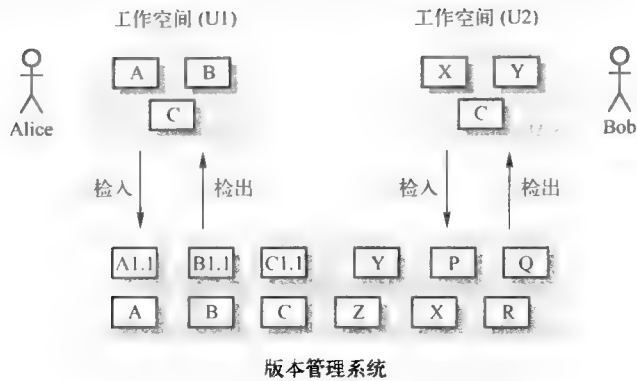 工作空间 (U1) 工作空间 (U2)
A B X Y
C C
Alice Bob
检入 检出 检入 检出
A1.1 B1.1 C1.1 Y P Q
A B C Z X R
版本管理系统